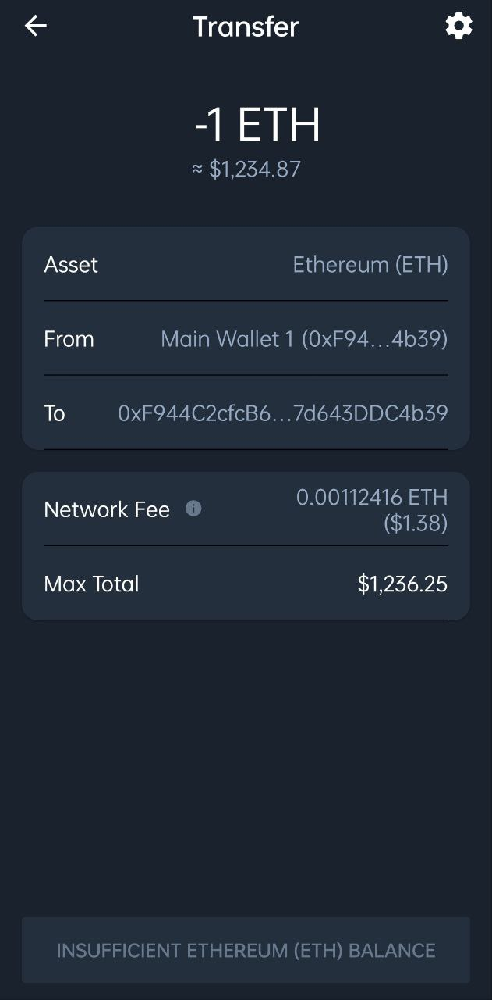 Transfer
-1 ETH
≈ $1,234.87
Asset Ethereum (ETH)
From Main Wallet 1 (0xF94...4b39)
To 0xF944C2cfcB6...7d643DDC4b39
Network Fee 0.00112416 ETH
($1.38)
Max Total $1,236.25
INSUFFICIENT ETHEREUM (ETH) BALANCE